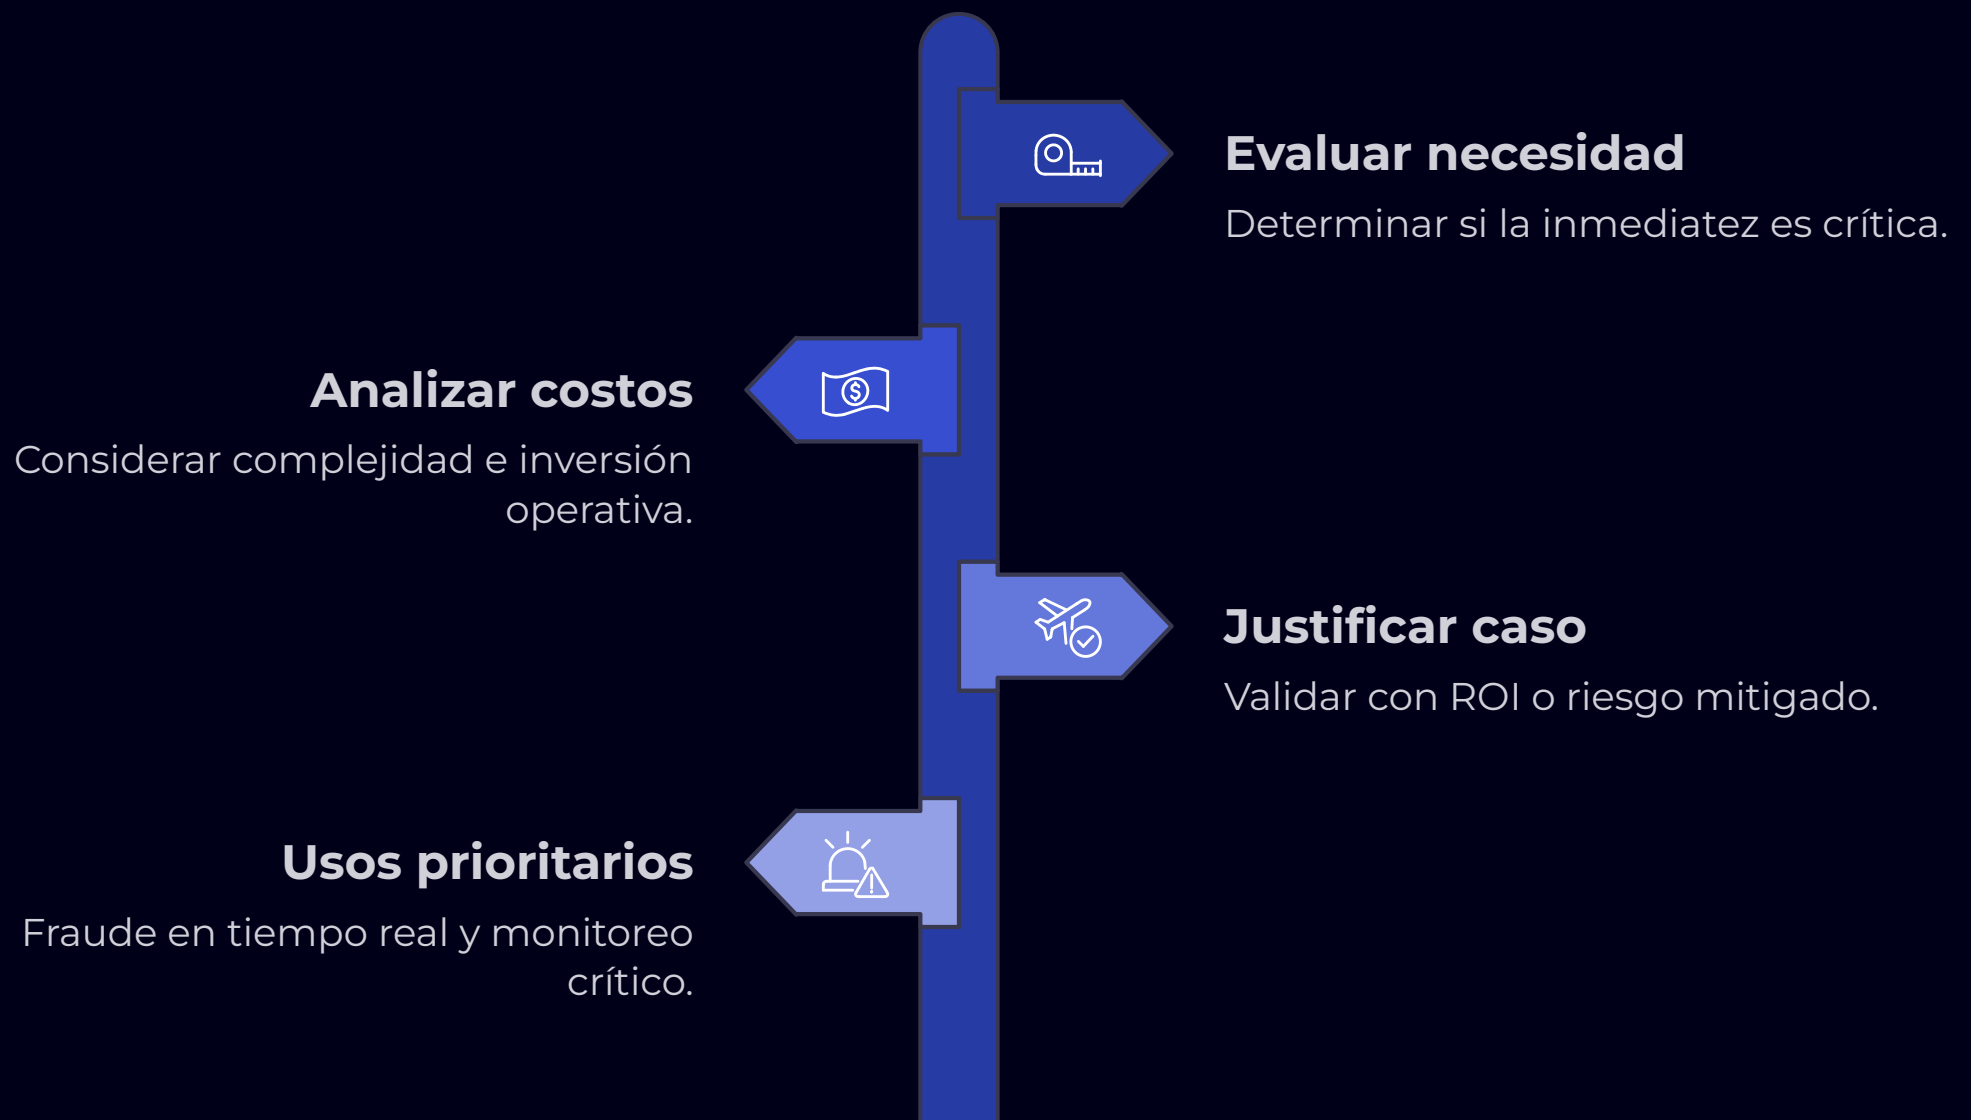 Evaluar necesidad
Determinar si la inmediatez es crítica.
Analizar costos
Considerar complejidad e inversión
operativa.
Justificar caso
Validar con ROI o riesgo mitigado.
Usos prioritarios
Fraude en tiempo real y monitoreo
crítico.